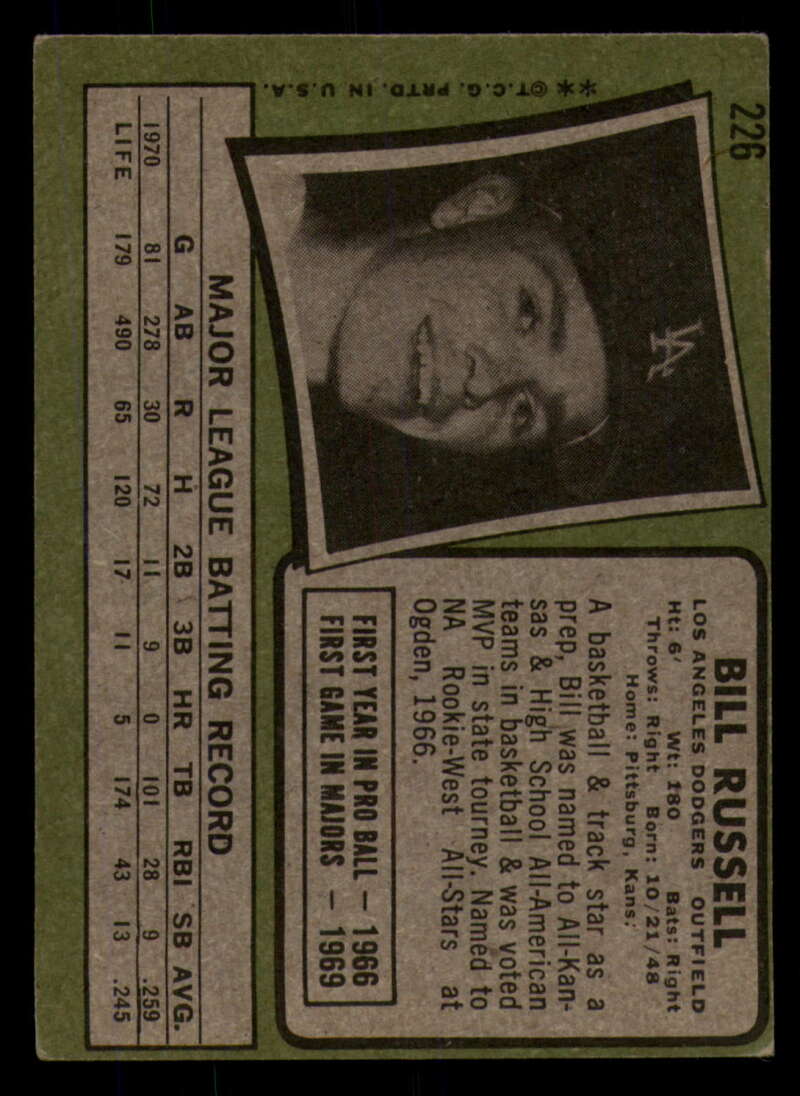 226
LA
BILL RUSSELL
LOS ANGELES DODGERS OUTFIELD
Ht: 6' Wt: 180 Bats: Right
Throws: Right Born: 10/21/48
Home: Pittsburg, Kans.
A basketball & track star as a
prep, Bill was named to All-Kan-
sas & High School All-American
teams in basketball & was voted
MVP in state tourney. Named to
NA Rookie-West All-Stars at
Ogden, 1966.
FIRST YEAR IN PRO BALL — 1966
FIRST GAME IN MAJORS — 1969
MAJOR LEAGUE BATTING RECORD
G AB R H 2B 3B HR TB RBI SB AVG.
1970 81 278 30 72 11 9 0 101 28 9 .259
LIFE 179 490 65 120 17 11 5 174 43 13 .245
** ©T.C.G. PRTD. IN U.S.A.